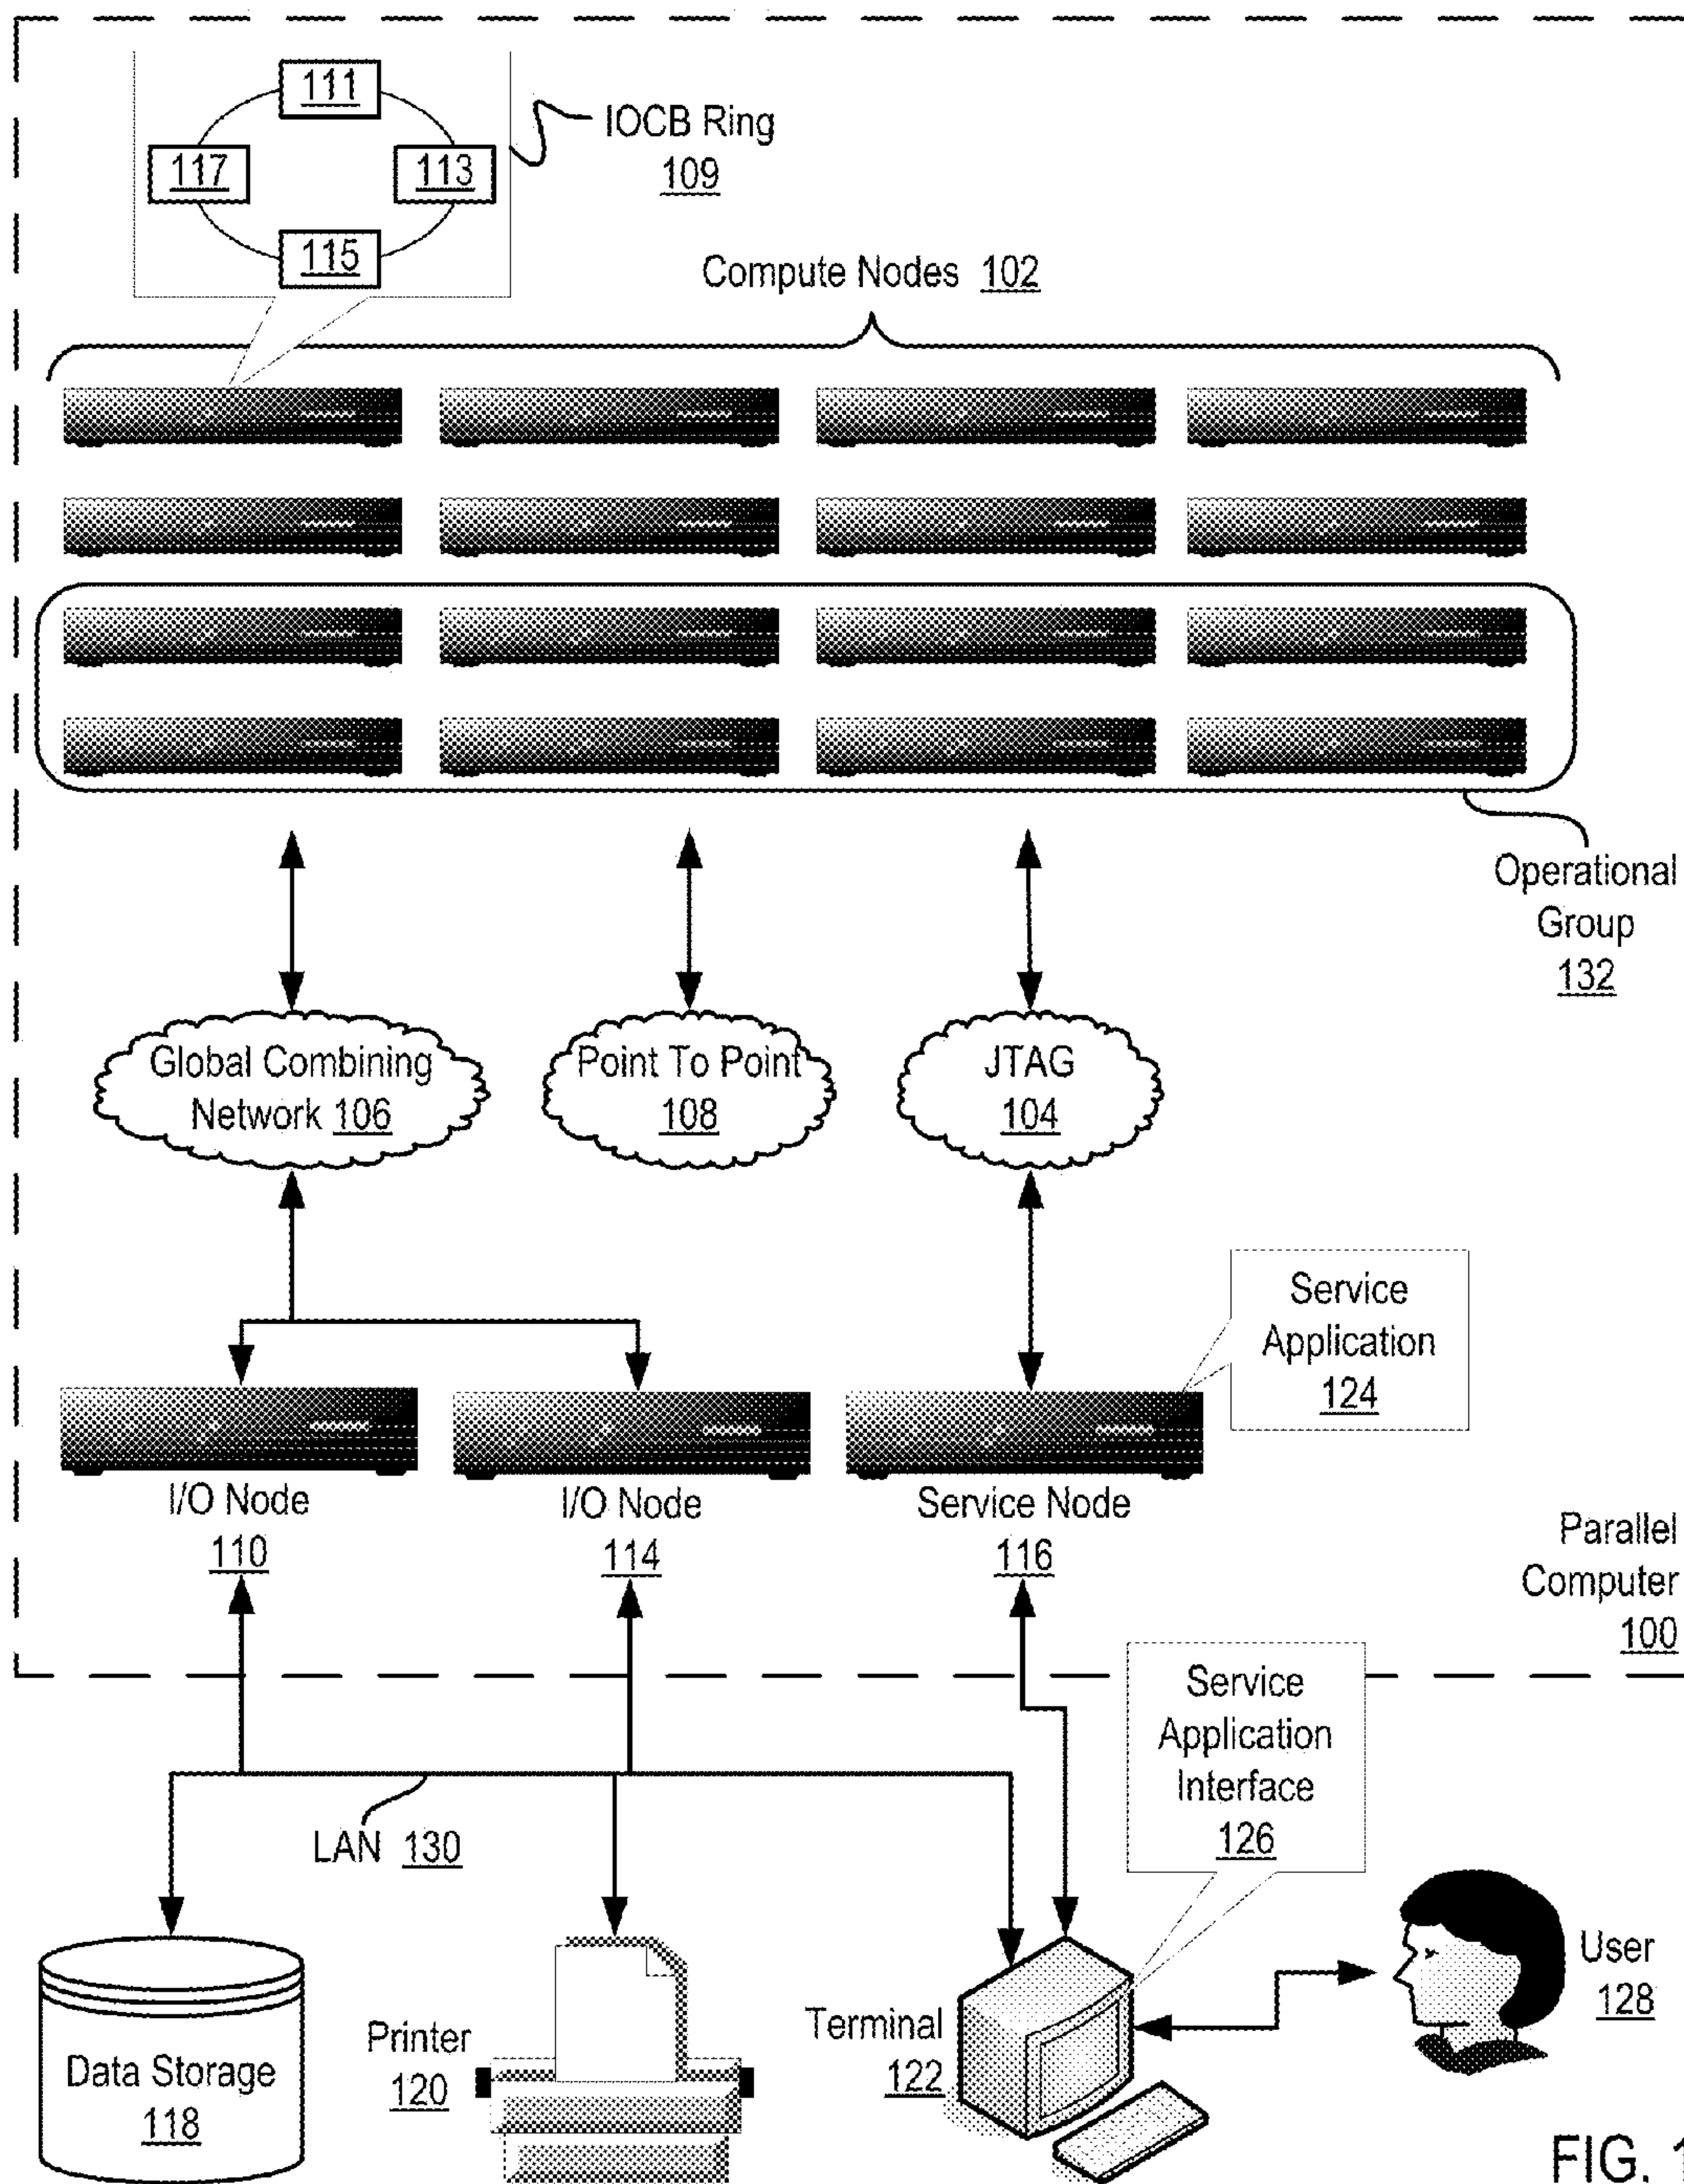 111
IOCB Ring
109
117
113
115
Compute Nodes 102
Operational
Group
132
Global Combining
Network 106
Point To Point
108
JTAG
104
Service
Application
124
I/O Node
110
I/O Node
114
Service Node
116
Parallel
Computer
100
Service
Application
Interface
126
LAN 130
User
128
Printer
120
Terminal
122
Data Storage
118
FIG. 1